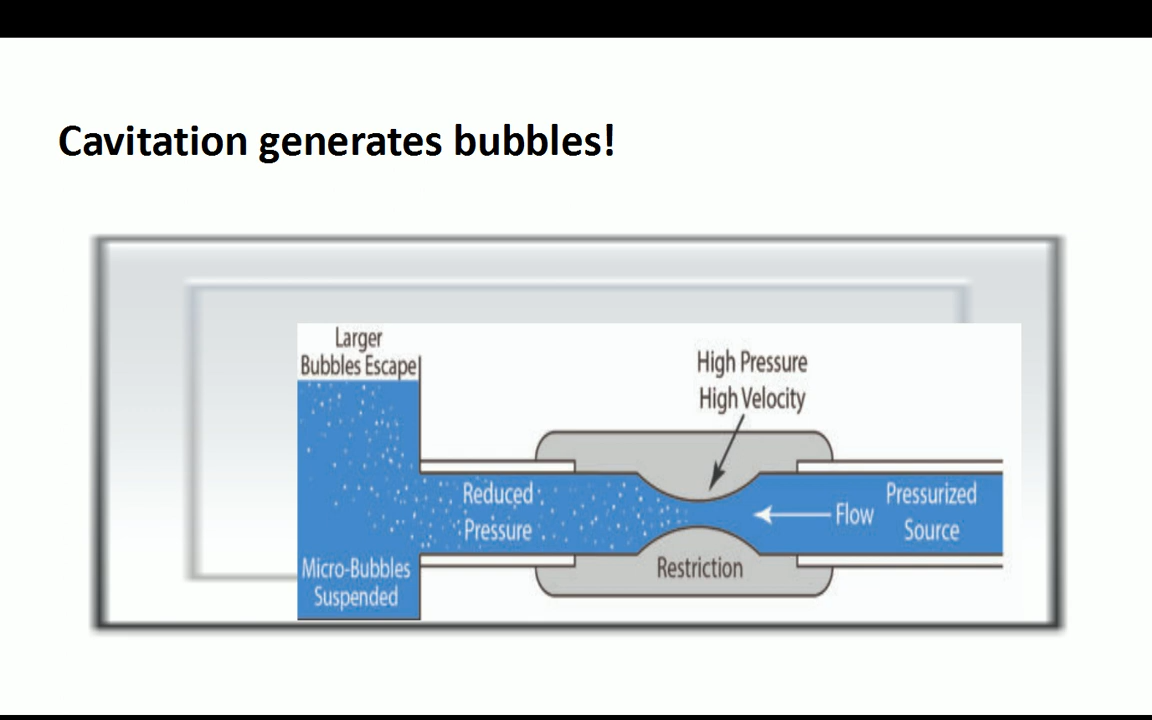 Cavitation generates bubbles!
Larger
Bubbles Escape
High Pressure
High Velocity
Reduced
Pressure
Flow
Pressurized
Source
Micro-Bubbles
Suspended
Restriction